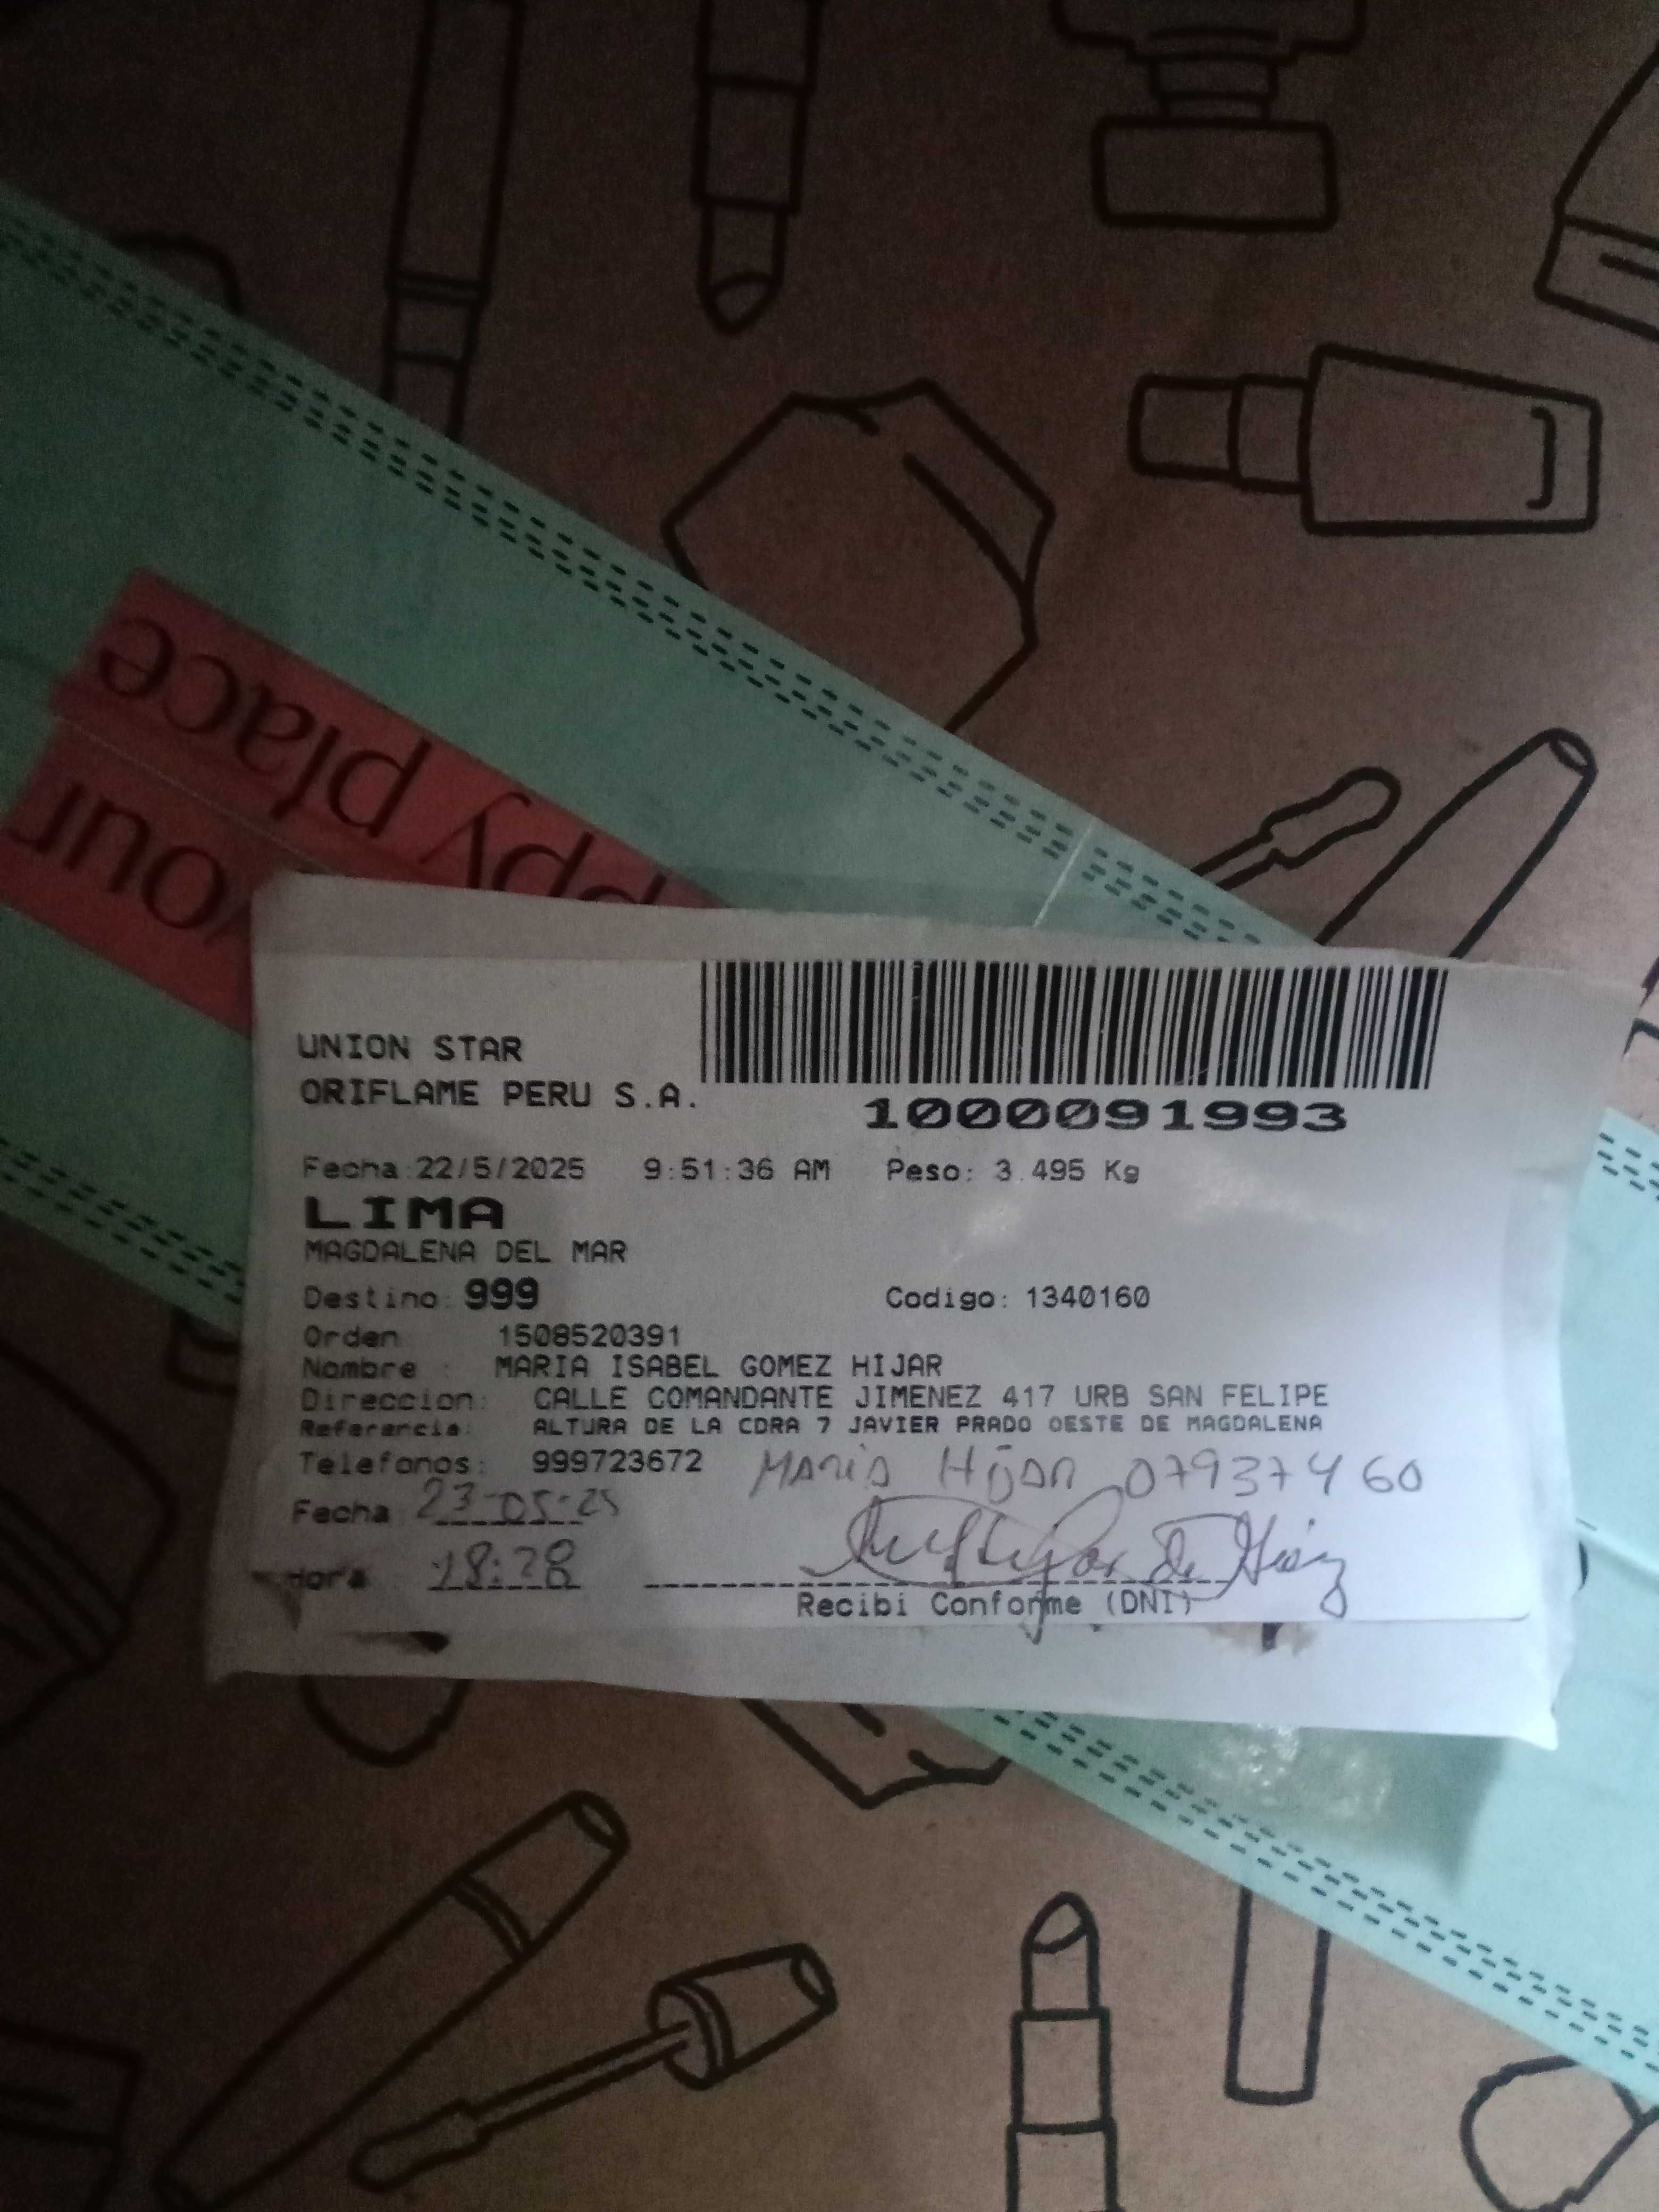 our
ppy place
UNION STAR
ORIFLAME PERU S.A.
1000091993
Fecha:22/5/2025 9:51:36 AM Peso: 3.495 Kg
LIMA
MAGDALENA DEL MAR
Destino: 999 Codigo: 1340160
Orden 1508520391
Nombre : MARIA ISABEL GOMEZ HIJAR
Direccion: CALLE COMANDANTE JIMENEZ 417 URB SAN FELIPE
Referencia: ALTURA DE LA CDRA 7 JAVIER PRADO OESTE DE MAGDALENA
Telefonos: 999723672 Maria Hijar 07937460
Fecha 23-05-25
Hora 18:28
Recibi Conforme (DNI)